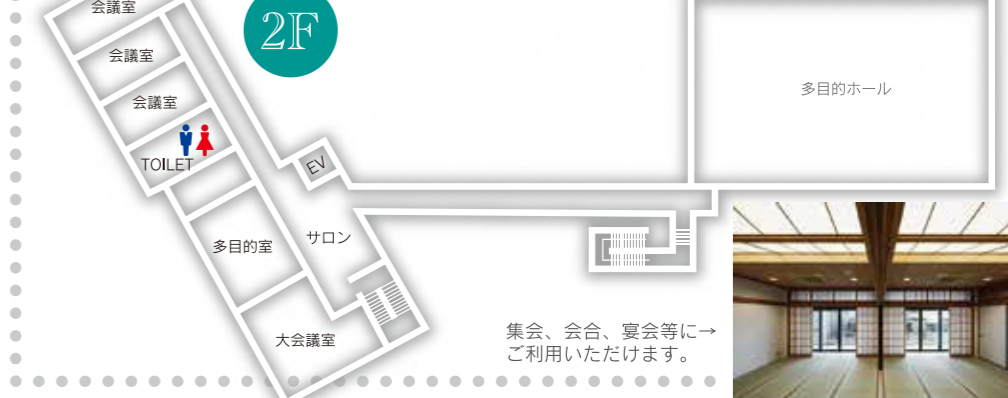 会議室
2F
会議室
会議室
多目的ホール
TOILET
EV
多目的室
サロン
大会議室
集会、会合、宴会等に→
ご利用いただけます。